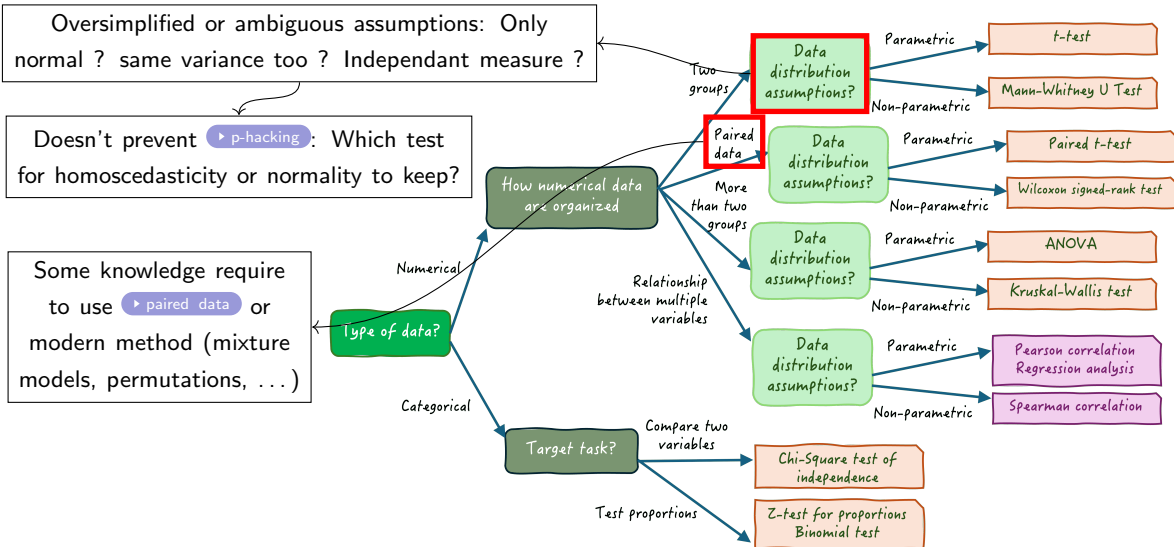 Oversimplified or ambiguous assumptions: Only
normal ? same variance too ? Independant measure ?
Doesn't prevent p-hacking: Which test
for homoscedasticity or normality to keep?
Some knowledge require
to use paired data or
modern method (mixture
models, permutations, ...)
Type of data?
Numerical
Categorical
How numerical data
are organized
Target task?
Two
groups
Paired
data
More
than two
groups
Relationship
between multiple
variables
Compare two
variables
Test proportions
Data
distribution
assumptions?
Parametric
Non-parametric
t-test
Mann-Whitney U Test
Data
distribution
assumptions?
Parametric
Non-parametric
Paired t-test
Wilcoxon signed-rank test
Data
distribution
assumptions?
Parametric
Non-parametric
ANOVA
Kruskal-Wallis test
Data
distribution
assumptions?
Parametric
Non-parametric
Pearson correlation
Regression analysis
Spearman correlation
Chi-Square test of
independence
Z-test for proportions
Binomial test